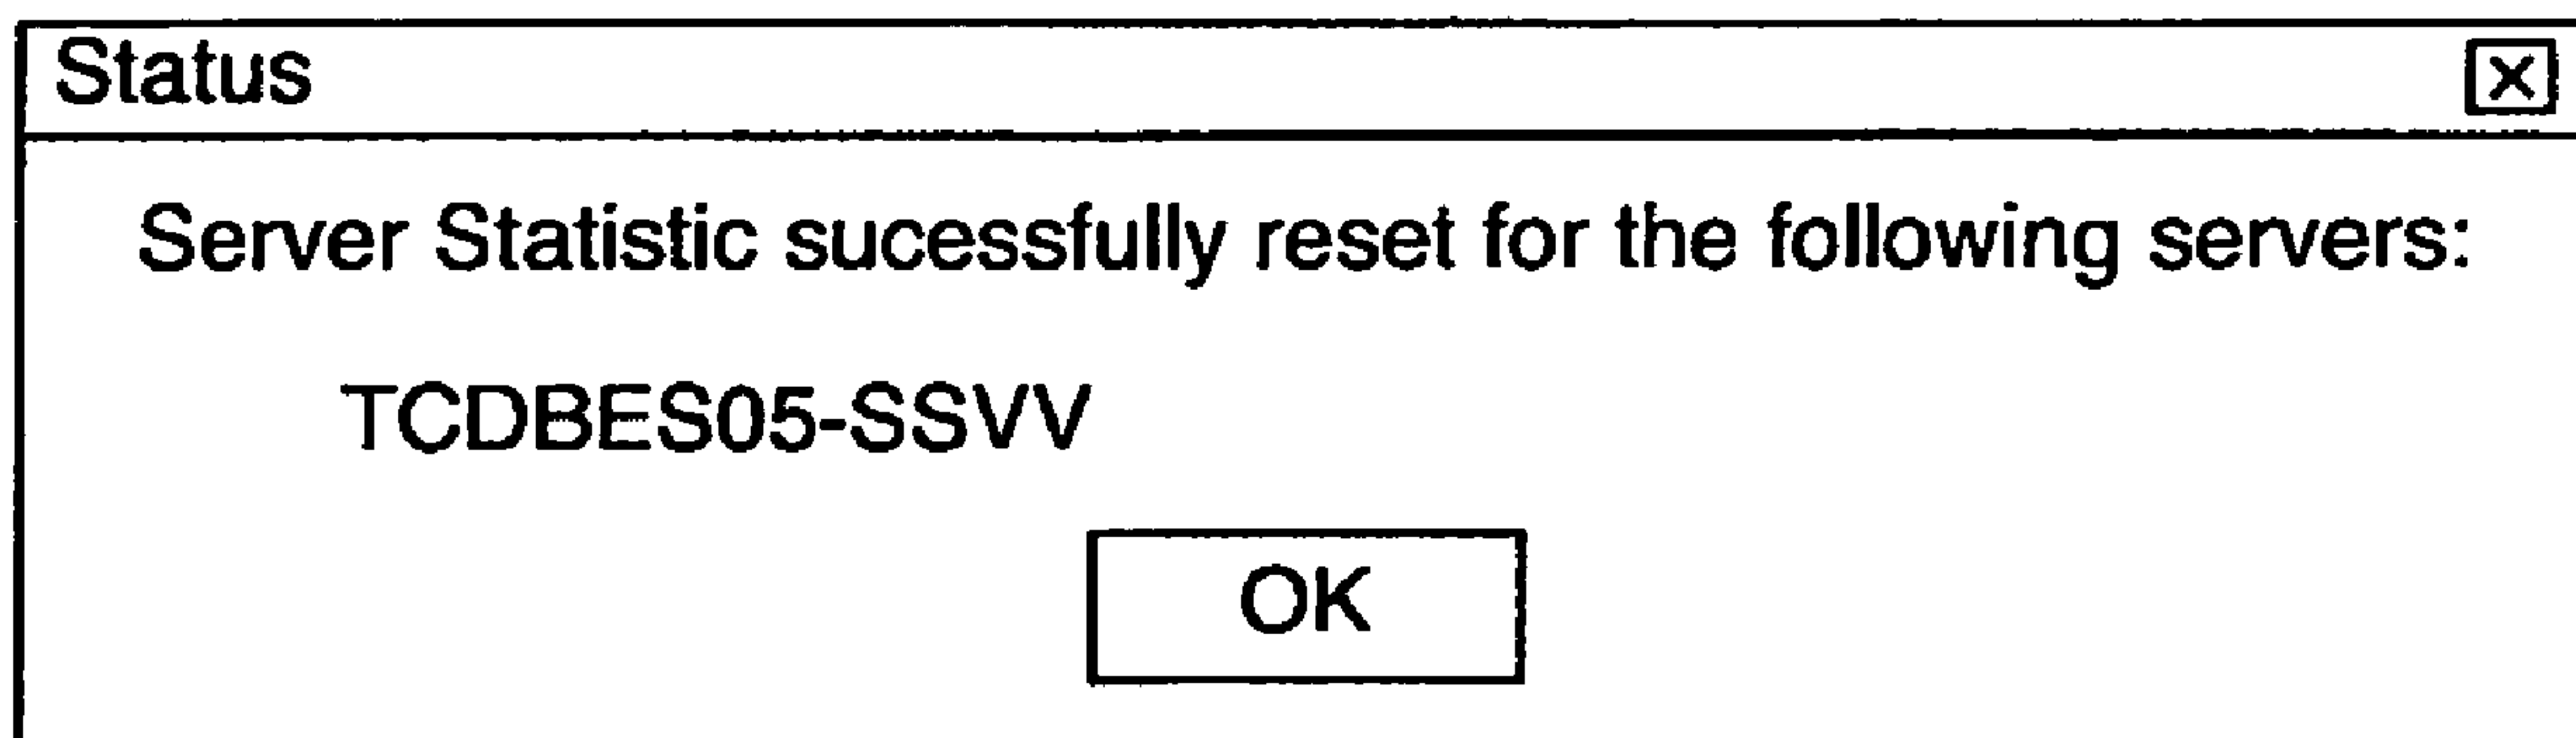 Status
Server Statistic sucessfully reset for the following servers:
TCDBES05-SSVV
OK